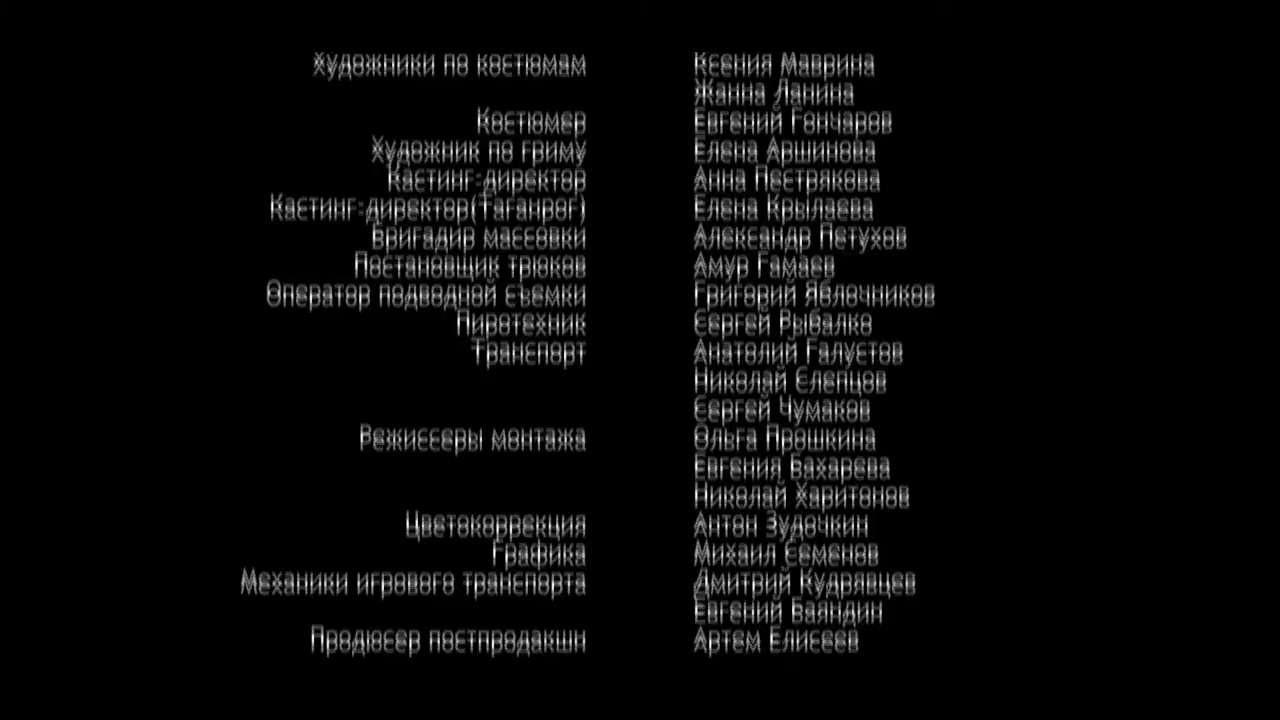 Художники по костюмам Ксения Маврина
Жанна Ланина
Костюмер Евгений Гончаров
Художник по гриму Елена Аршинова
Кастинг-директор Анна Пестрякова
Кастинг-директор(Таганрог) Елена Крылаева
Бригадир массовки Александр Петухов
Постановщик трюков Амур Гамаев
Оператор подводной съемки Григорий Яблочников
Пиротехник Сергей Рыбалко
Транспорт Анатолий Галустов
Николай Слепцов
Сергей Чумаков
Режиссеры монтажа Ольга Прошкина
Евгения Бахарева
Николай Харитонов
Цветокоррекция Антон Зудочкин
Графика Михаил Семенов
Механики игрового транспорта Дмитрий Кудрявцев
Евгений Баяндин
Продюсер постпродакшн Артем Елисеев